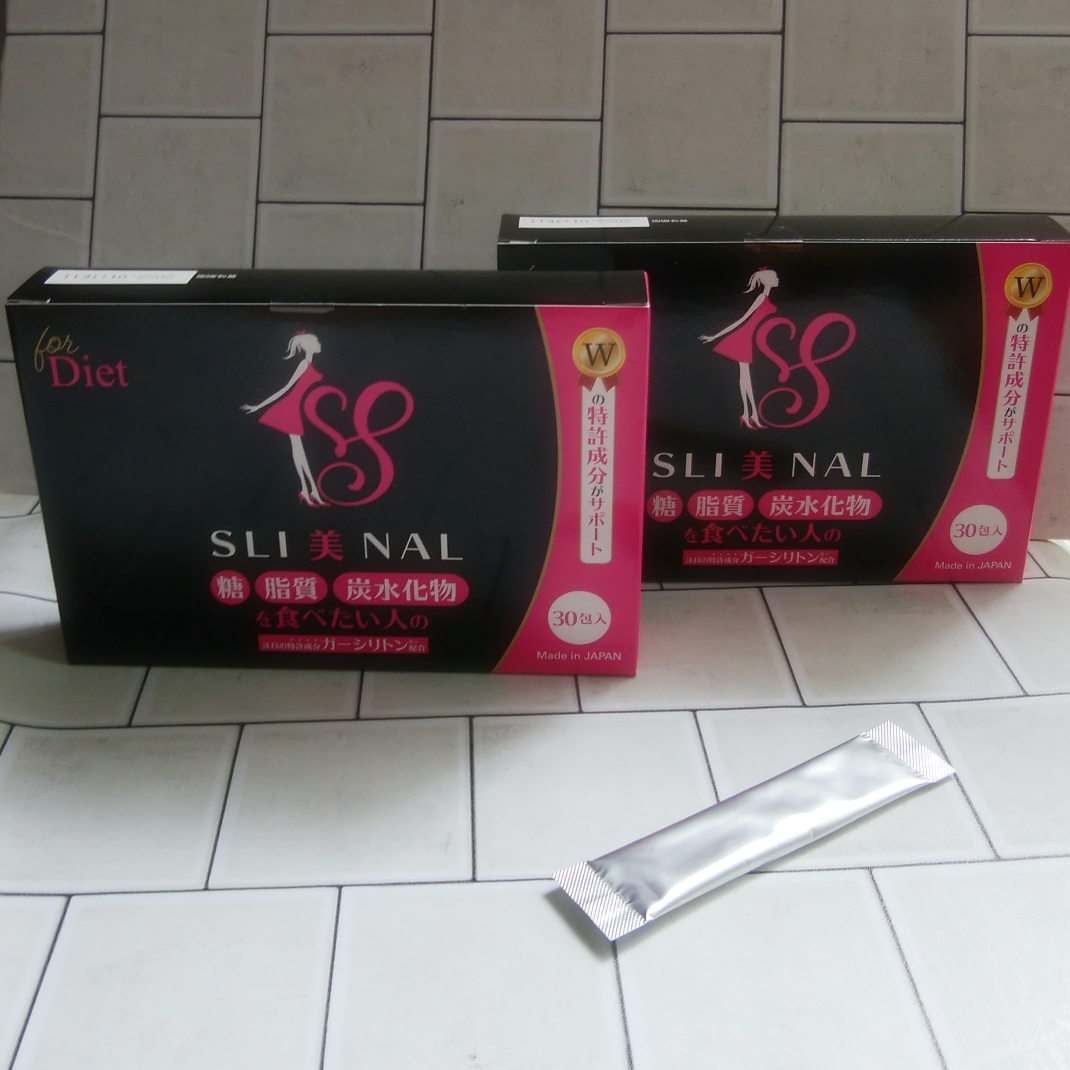 for
Diet
SLI 美 NAL
糖 脂質 炭水化物
を食べたい人の
注目の特許成分ガーシリトン配合
W
の特許成分がサポート
30包入
Made in JAPAN
SLI 美 NAL
糖 脂質 炭水化物
を食べたい人の
注目の特許成分ガーシリトン配合
W
の特許成分がサポート
30包入
Made in JAPAN